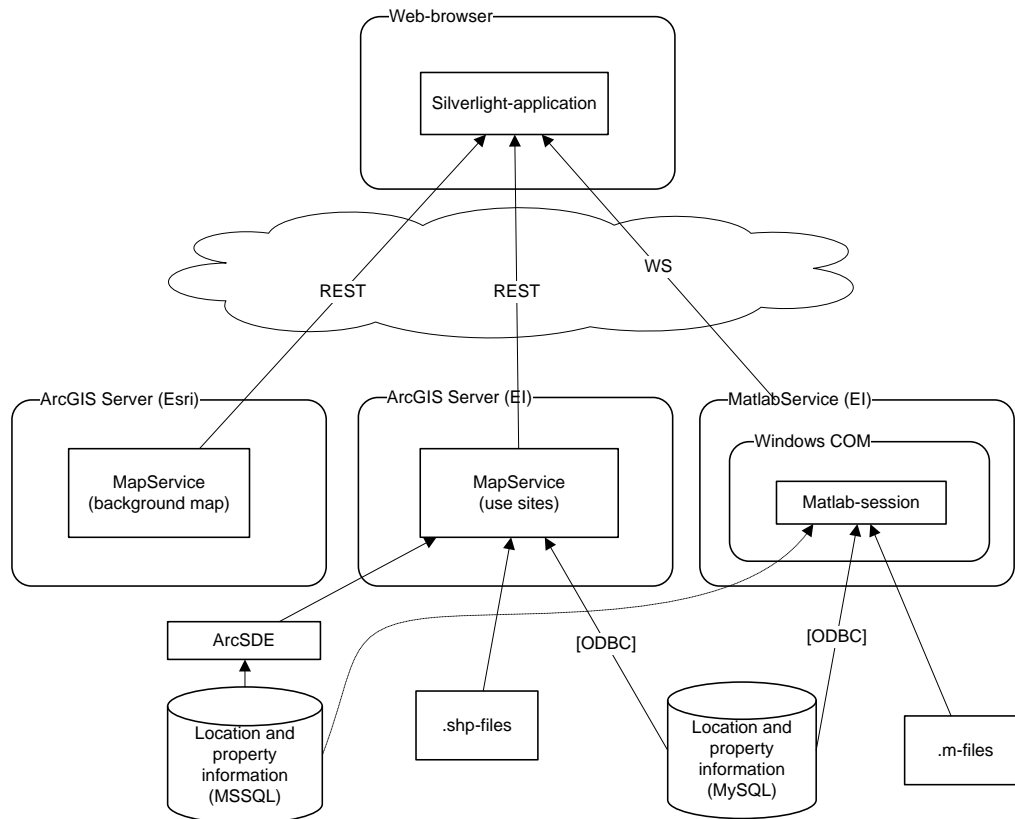 Web-browser
Silverlight-application
REST
REST
WS
ArcGIS Server (Esri)
MapService
(background map)
ArcGIS Server (EI)
MapService
(use sites)
MatlabService (EI)
Windows COM
Matlab-session
ArcSDE
[ODBC]
[ODBC]
Location and
property
information
(MSSQL)
.shp-files
Location and
property
information
(MySQL)
.m-files